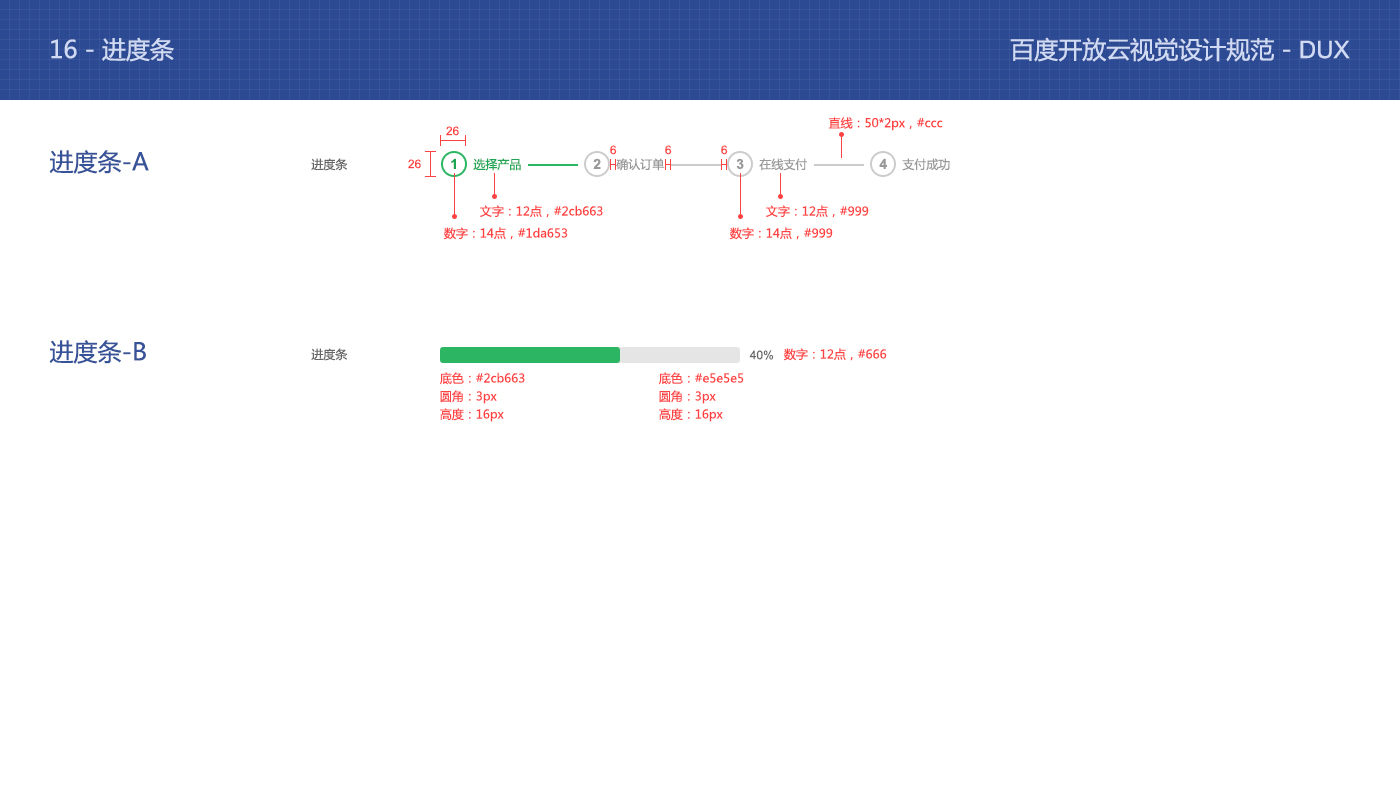 16 - 进度条
百度开放云视觉设计规范 - DUX
直线：50*2px，#ccc
26
6
6
6
进度条-A
进度条
26
1 选择产品
2 确认订单
3 在线支付
4 支付成功
文字：12点，#2cb663
文字：12点，#999
数字：14点，#1da653
数字：14点，#999
进度条-B
进度条
40%
数字：12点，#666
底色：#2cb663
圆角：3px
高度：16px
底色：#e5e5e5
圆角：3px
高度：16px